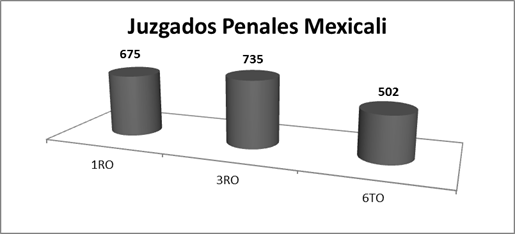 Juzgados Penales Mexicali
675
735
502
1RO
3RO
6TO